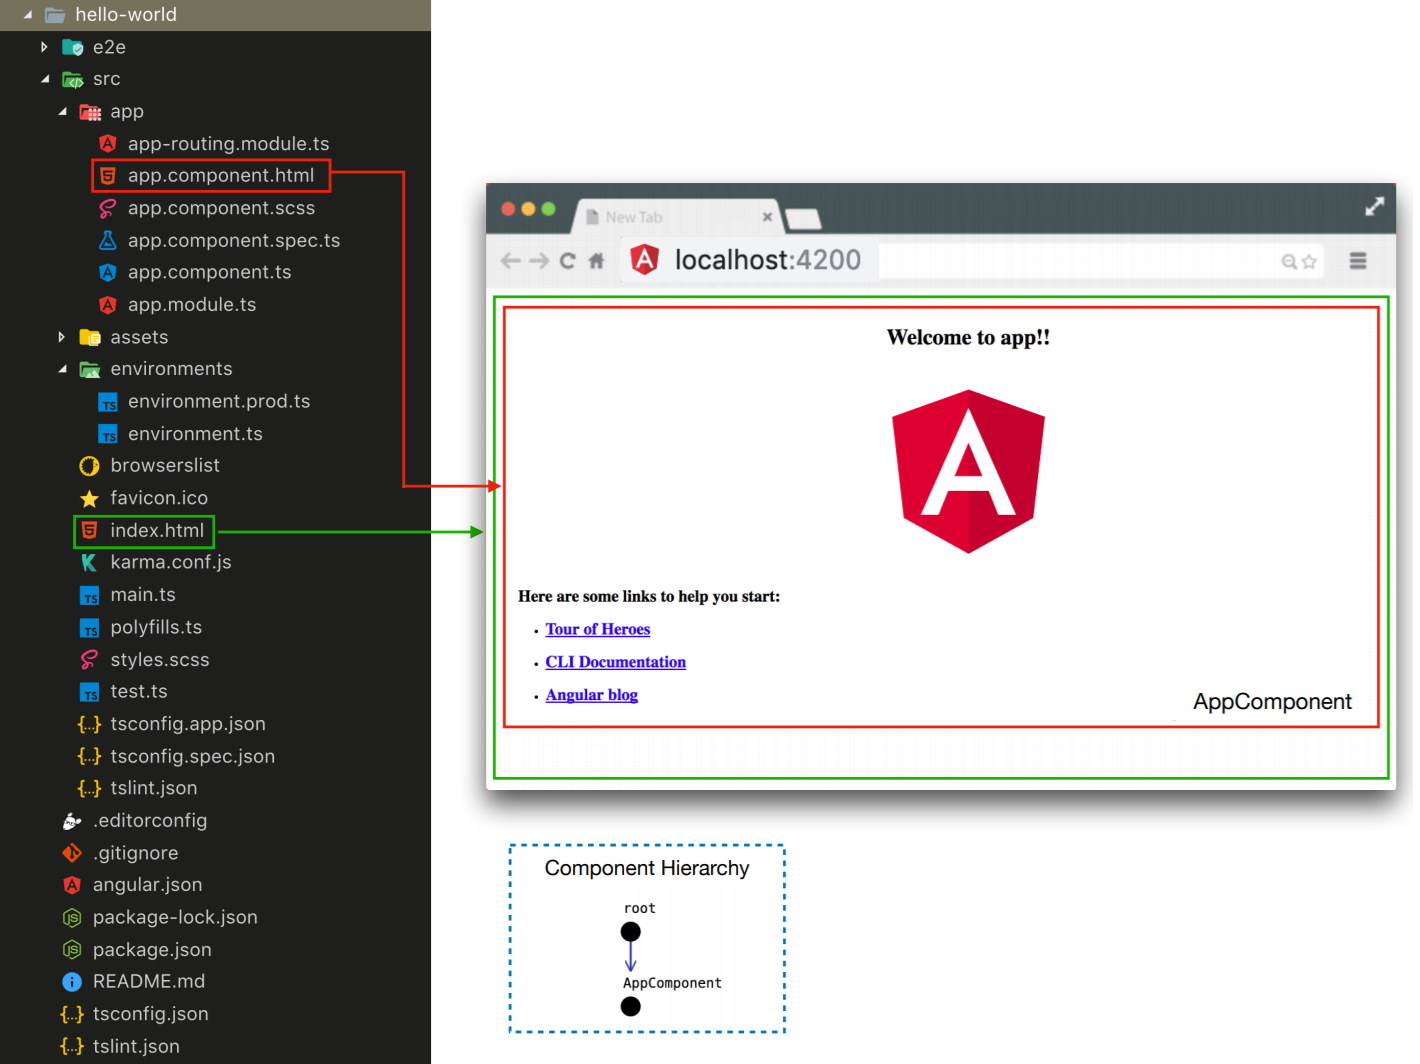 hello-world
e2e
src
app
app-routing.module.ts
app.component.html
app.component.scss
app.component.spec.ts
app.component.ts
app.module.ts
assets
environments
environment.prod.ts
environment.ts
browserslist
favicon.ico
index.html
karma.conf.js
main.ts
polyfills.ts
styles.scss
test.ts
tsconfig.app.json
tsconfig.spec.json
tslint.json
.editorconfig
.gitignore
angular.json
package-lock.json
package.json
README.md
tsconfig.json
tslint.json
New Tab
localhost:4200
Welcome to app!!
A
Here are some links to help you start:
Tour of Heroes
CLI Documentation
Angular blog
AppComponent
Component Hierarchy
root
AppComponent